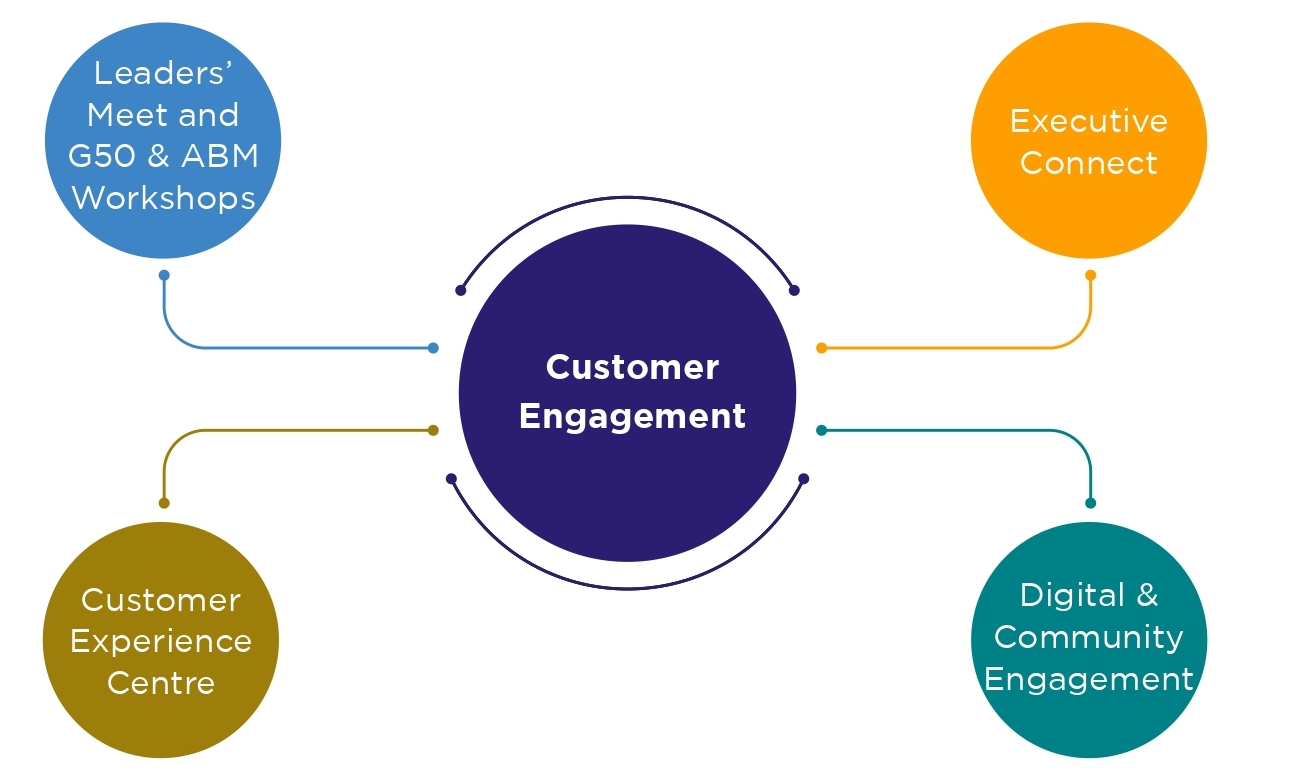 Leaders’
Meet and
G50 & ABM
Workshops
Executive
Connect
Customer
Engagement
Customer
Experience
Centre
Digital &
Community
Engagement